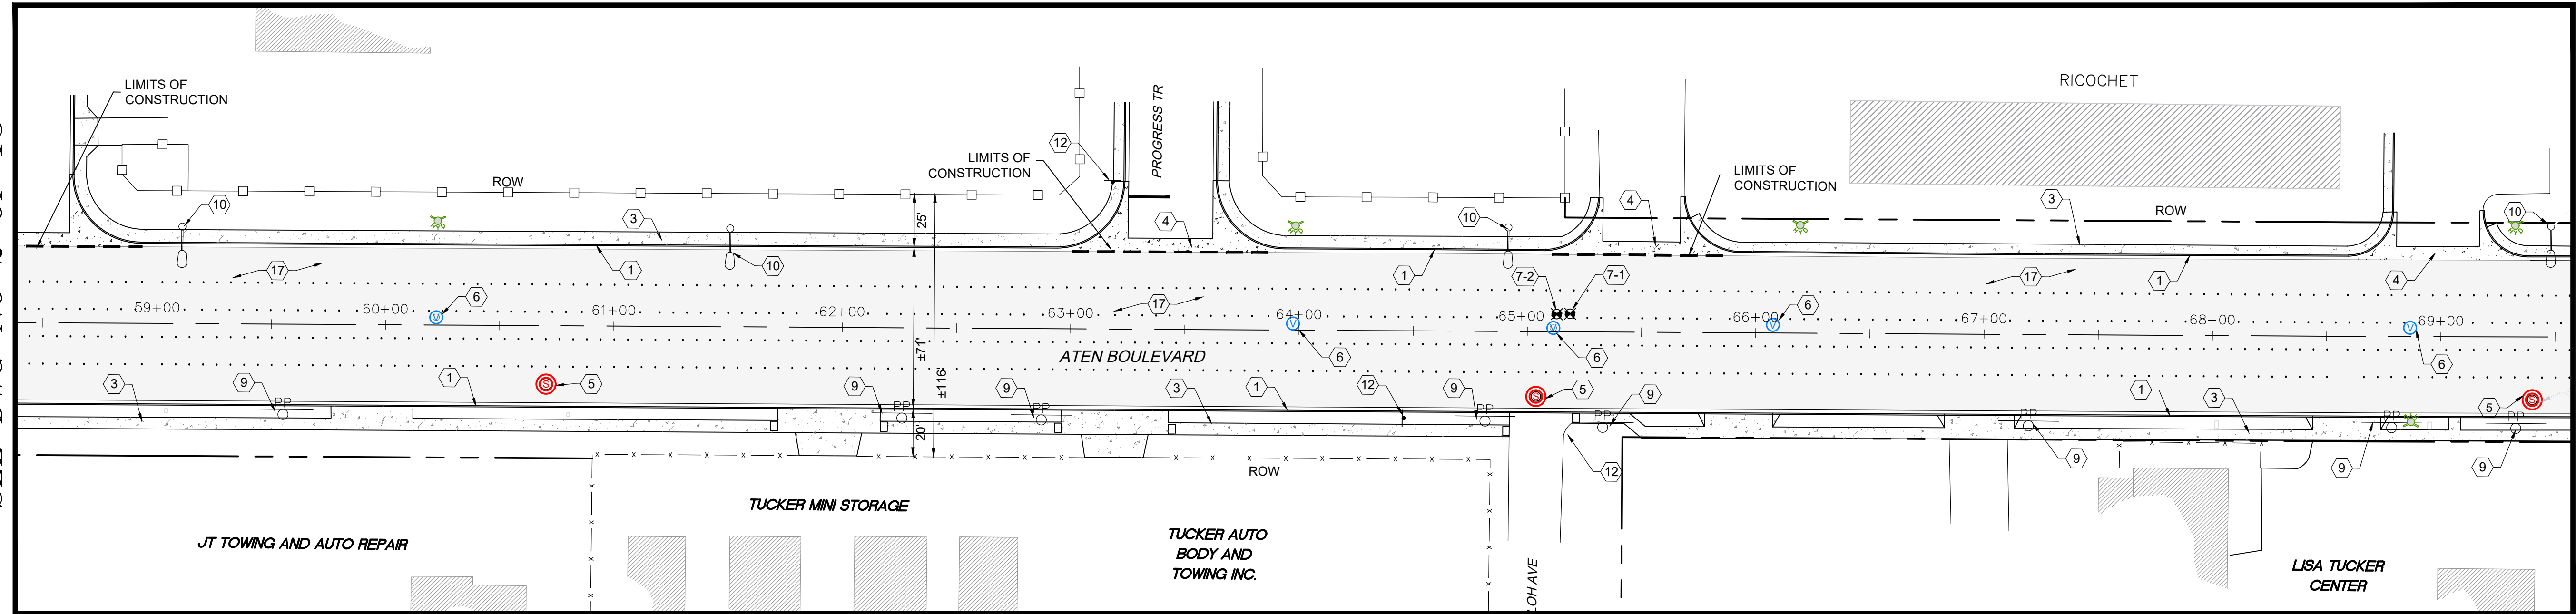 LIMITS OF
CONSTRUCTION
RICOCHET
PROGRESS TR
12
LIMITS OF
CONSTRUCTION
LIMITS OF
CONSTRUCTION
ROW
10
3
25'
4
10
4
3
ROW
10
17
1
10
1
7-2
7-1
17
1
4
59+00
60+00
6
61+00
62+00
63+00
17
64+00
65+00
66+00
6
67+00
68+00
69+00
V
V
V
V
V
6
6
6
±71'
±116'
ATEN BOULEVARD
3
9
1
S
5
9
9
3
1
12
9
S
5
9
1
3
5
S
PP
PP
PP
PP
PP
PP
PP
PP
20'
ROW
12
9
9
9
TUCKER MINI STORAGE
JT TOWING AND AUTO REPAIR
TUCKER AUTO
BODY AND
TOWING INC.
LOH AVE
LISA TUCKER
CENTER